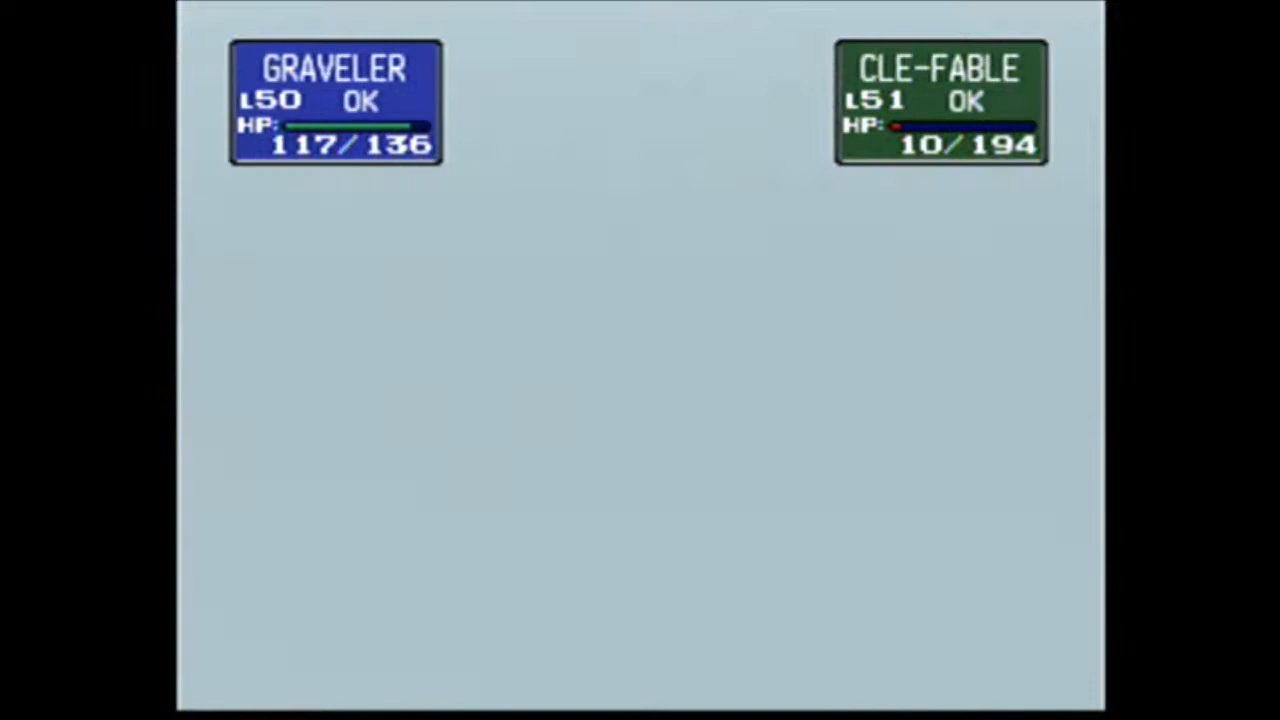 GRAVELER
L50 OK
HP:
117/136
CLE-FABLE
L51 OK
HP:
10/194